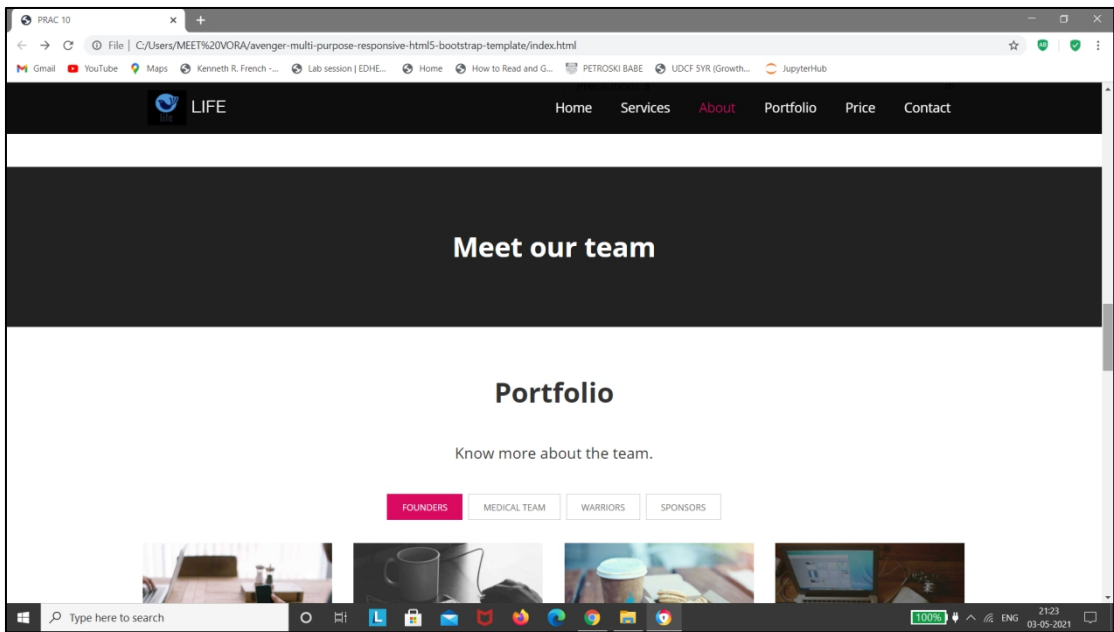 PRAC 10
File | C:/Users/MEET%20VORA/avenger-multi-purpose-responsive-html5-bootstrap-template/index.html
Gmail YouTube Maps Kenneth R. French -... Lab session | EDHE... Home How to Read and G... PETROSKI BABE UDCF 5YR (Growth... JupyterHub
life LIFE Home Services About Portfolio Price Contact
Meet our team
Portfolio
Know more about the team.
FOUNDERS MEDICAL TEAM WARRIORS SPONSORS
Type here to search L 100% ENG 21:23
03-05-2021